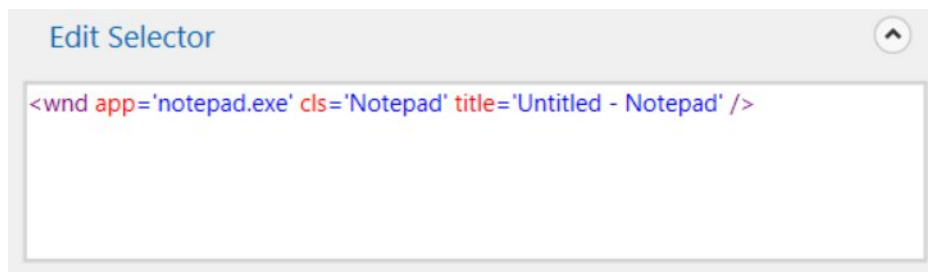 Edit Selector
<wnd app='notepad.exe' cls='Notepad' title='Untitled - Notepad' />